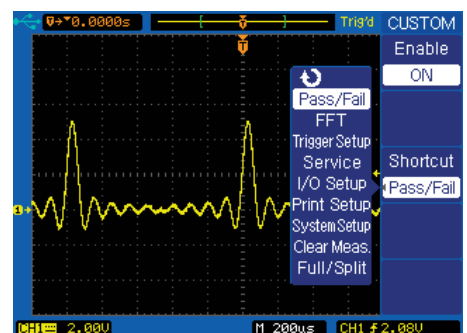 0.0000s Trig'd CUSTOM
Enable
ON
Pass/Fail
FFT
Trigger Setup
Service
Shortcut
I/O Setup
Pass/Fail
Print Setup
System Setup
Clear Meas.
Full/Split
CH1 2.00V M 200us CH1 2.08V